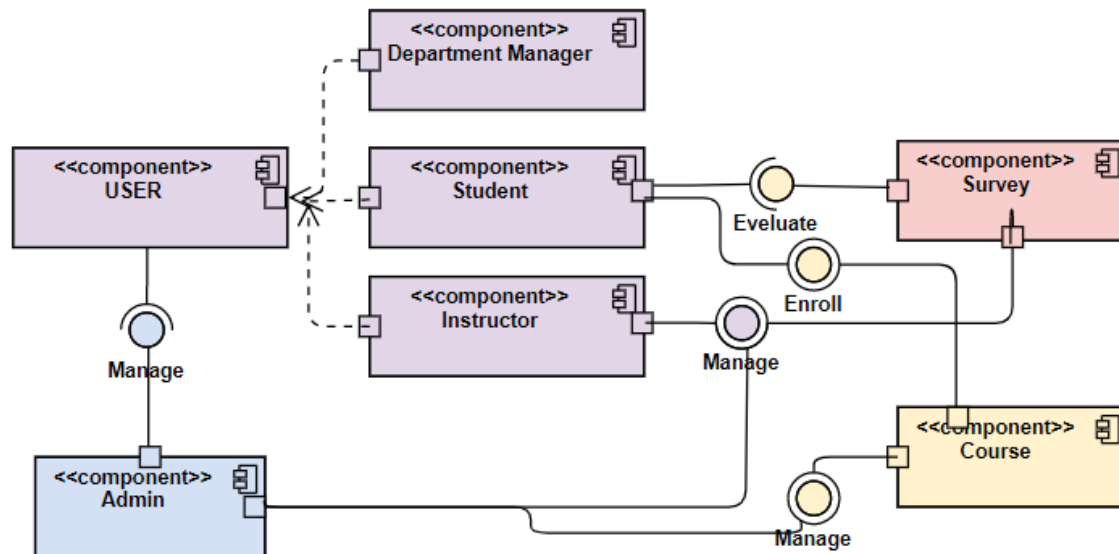 <<component>>
Department Manager
<<component>>
USER
<<component>>
Student
<<component>>
Survey
Eveluate
Enroll
<<component>>
Instructor
Manage
Manage
<<component>>
Course
<<component>>
Admin
Manage